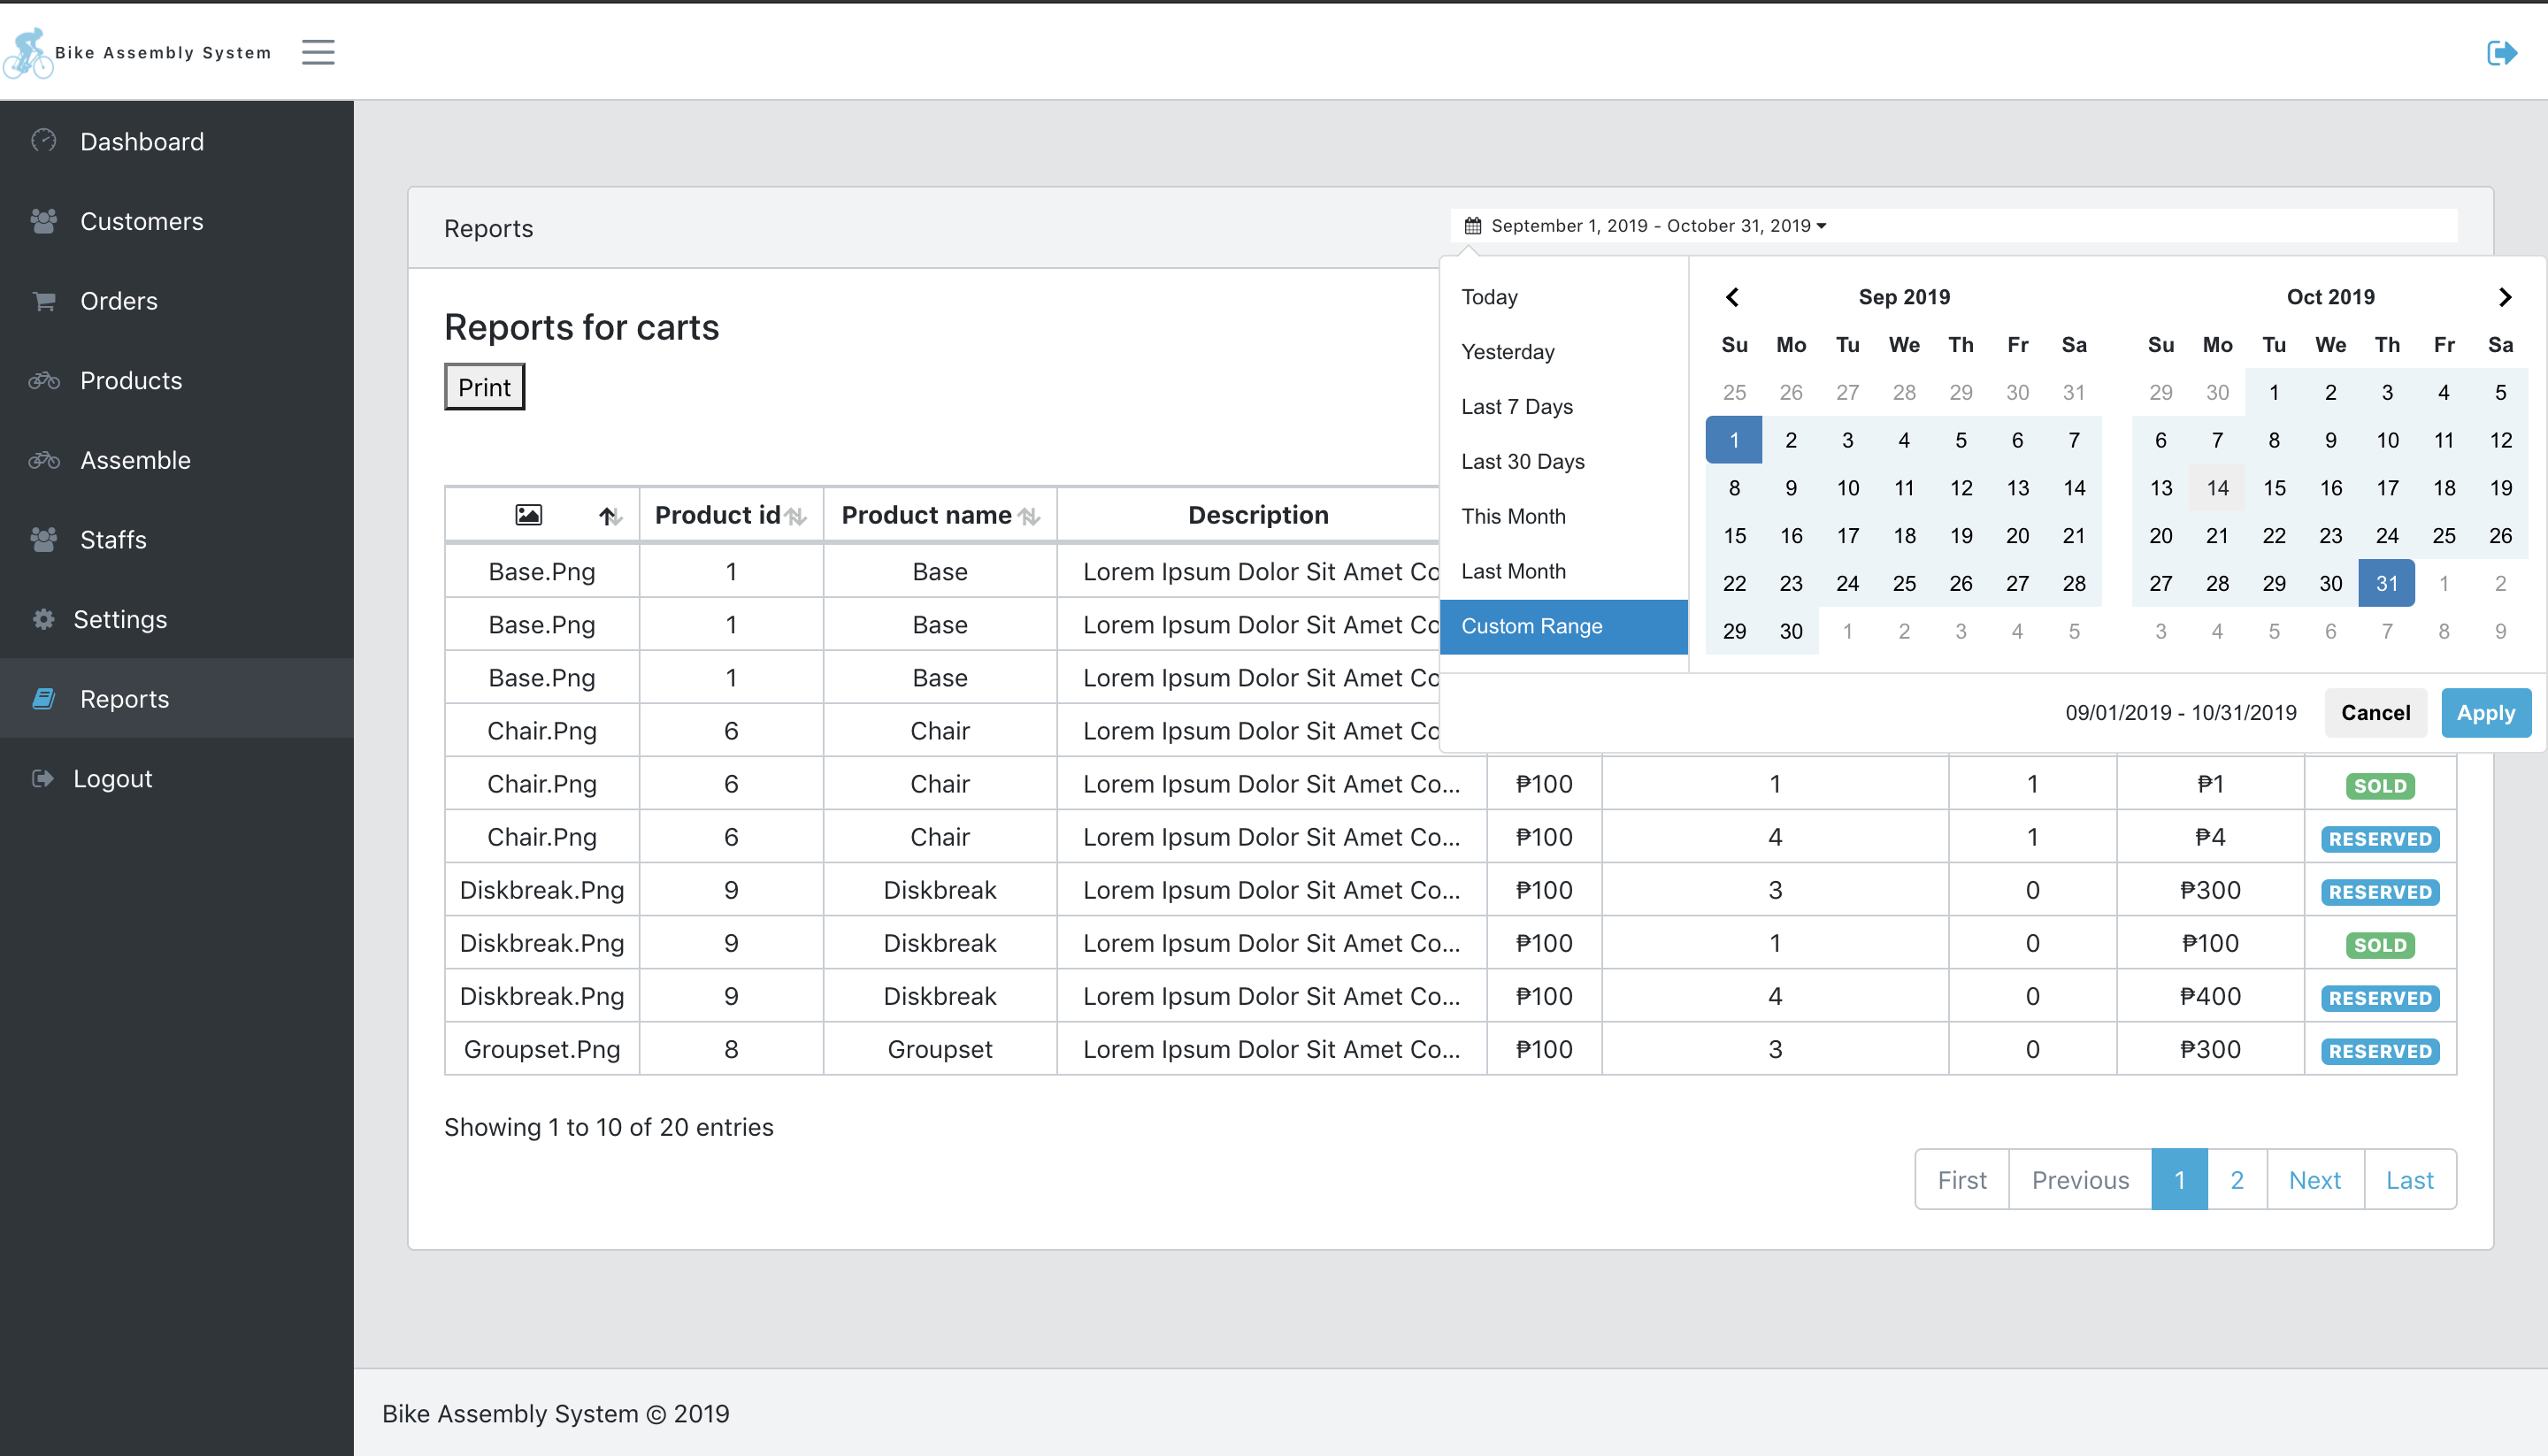 Bike Assembly System
Dashboard
Customers
Orders
Products
Assemble
Staffs
Settings
Reports
Logout
Reports
September 1, 2019 - October 31, 2019
Reports for carts
Print
Today
Yesterday
Last 7 Days
Last 30 Days
This Month
Last Month
Custom Range
Sep 2019
Su Mo Tu We Th Fr Sa
25 26 27 28 29 30 31
1 2 3 4 5 6 7
8 9 10 11 12 13 14
15 16 17 18 19 20 21
22 23 24 25 26 27 28
29 30 1 2 3 4 5
Oct 2019
Su Mo Tu We Th Fr Sa
29 30 1 2 3 4 5
6 7 8 9 10 11 12
13 14 15 16 17 18 19
20 21 22 23 24 25 26
27 28 29 30 31 1 2
3 4 5 6 7 8 9
09/01/2019 - 10/31/2019 Cancel Apply
Product id Product name Description
Base.Png 1 Base Lorem Ipsum Dolor Sit Amet Co
Base.Png 1 Base Lorem Ipsum Dolor Sit Amet Co
Base.Png 1 Base Lorem Ipsum Dolor Sit Amet Co
Chair.Png 6 Chair Lorem Ipsum Dolor Sit Amet Co
Chair.Png 6 Chair Lorem Ipsum Dolor Sit Amet Co... ₱100 1 1 ₱1 SOLD
Chair.Png 6 Chair Lorem Ipsum Dolor Sit Amet Co... ₱100 4 1 ₱4 RESERVED
Diskbreak.Png 9 Diskbreak Lorem Ipsum Dolor Sit Amet Co... ₱100 3 0 ₱300 RESERVED
Diskbreak.Png 9 Diskbreak Lorem Ipsum Dolor Sit Amet Co... ₱100 1 0 ₱100 SOLD
Diskbreak.Png 9 Diskbreak Lorem Ipsum Dolor Sit Amet Co... ₱100 4 0 ₱400 RESERVED
Groupset.Png 8 Groupset Lorem Ipsum Dolor Sit Amet Co... ₱100 3 0 ₱300 RESERVED
Showing 1 to 10 of 20 entries
First Previous 1 2 Next Last
Bike Assembly System © 2019